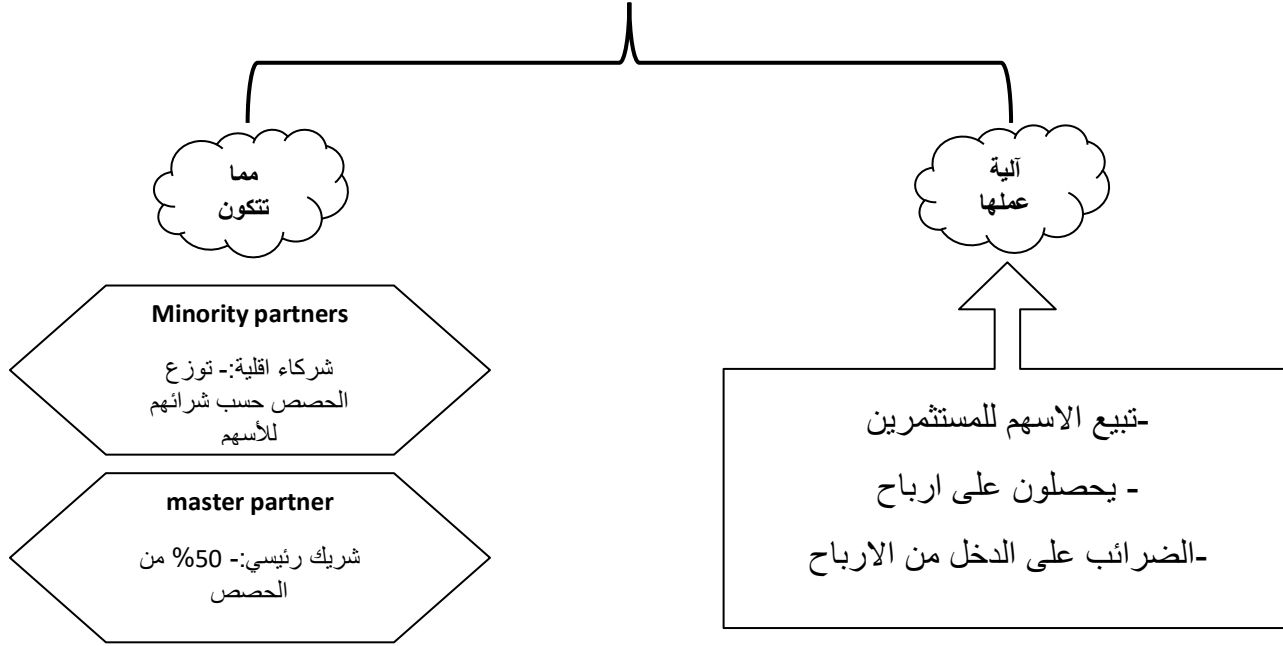 آلية
عملها
-تبيع الاسهم للمستثمرين
- يحصلون على ارباح
-الضرائب على الدخل من الارباح
مما
تتكون
Minority partners
شركاء اقلية:- توزع
الحصص حسب شرائهم
للأسهم
master partner
شريك رئيسي:- 50% من
الحصص